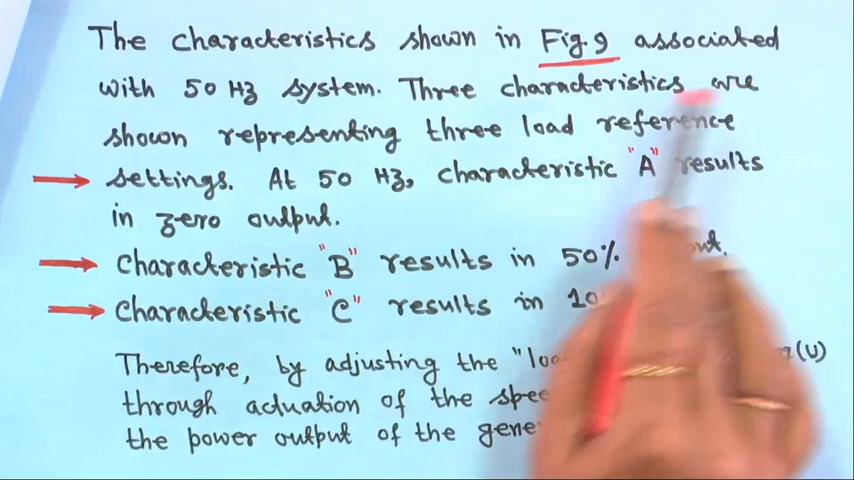 The characteristics shown in Fig.9 associated
with 50 Hz system. Three characteristics are
shown representing three load reference
settings. At 50 Hz, characteristic "A" results
in zero output.
Characteristic "B" results in 50%
Characteristic "C" results in
Therefore, by adjusting the (U)
through actuation of the
the power output of the